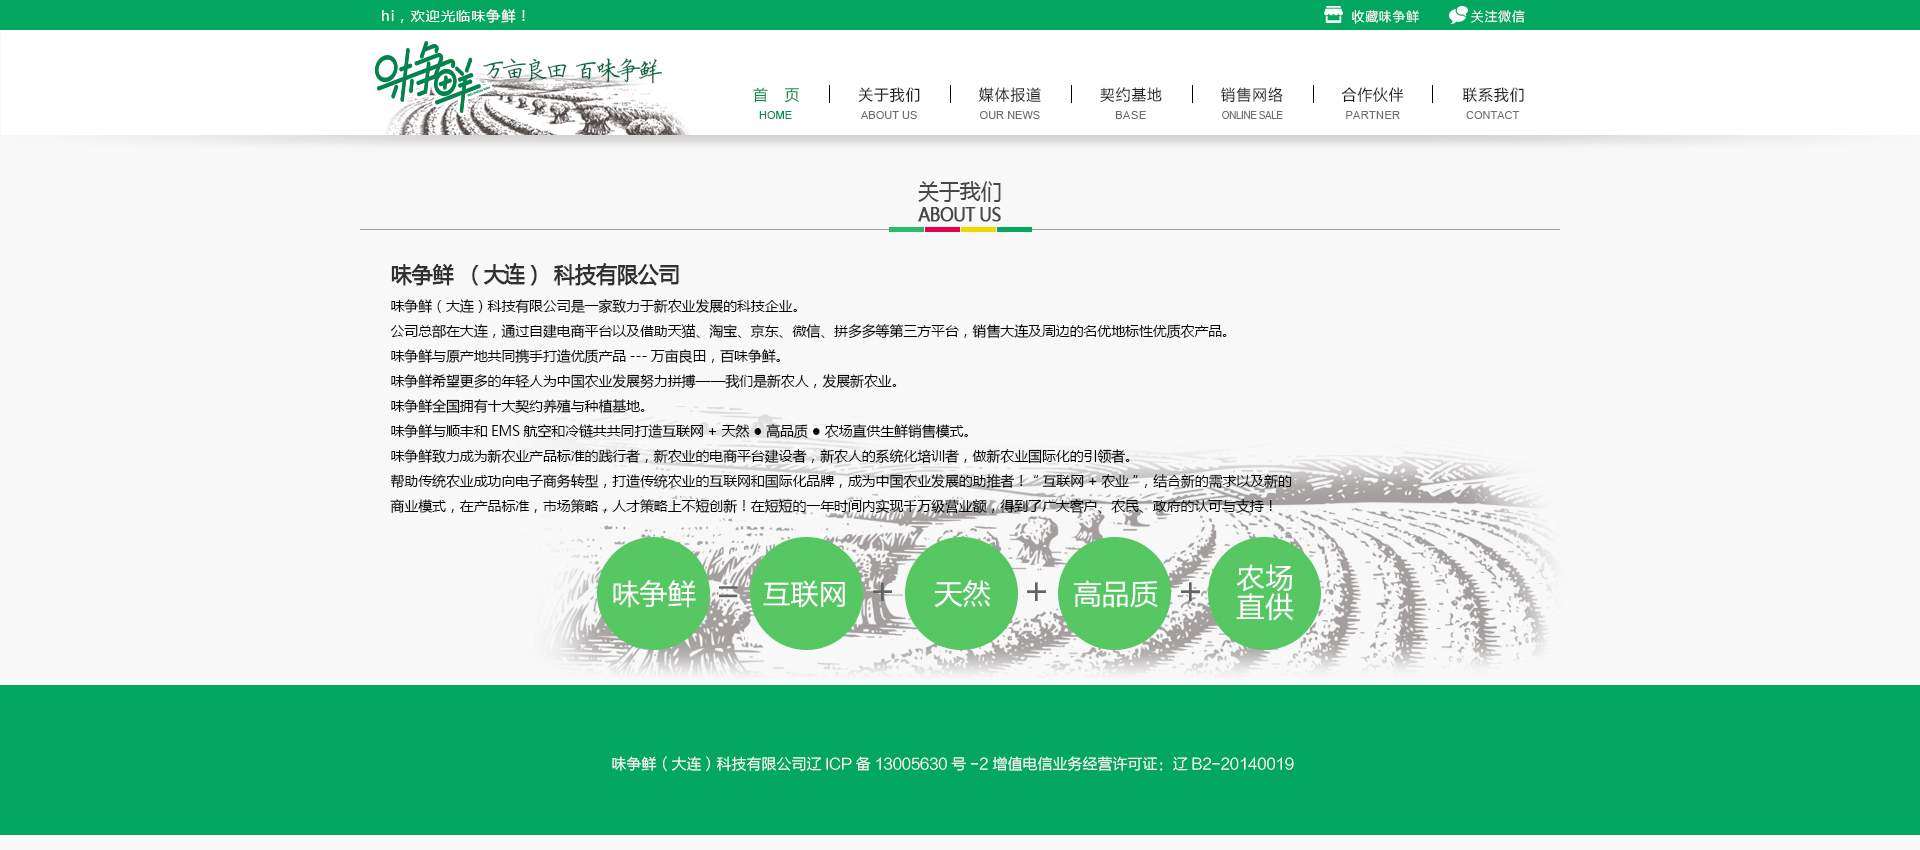 hi，欢迎光临味争鲜！
收藏味争鲜 关注微信
味争鲜 万亩良田 百味争鲜
首 页 关于我们 媒体报道 契约基地 销售网络 合作伙伴 联系我们
HOME ABOUT US OUR NEWS BASE ONLINE SALE PARTNER CONTACT
关于我们
ABOUT US
味争鲜 （大连） 科技有限公司
味争鲜（大连）科技有限公司是一家致力于新农业发展的科技企业。
公司总部在大连，通过自建电商平台以及借助天猫、淘宝、京东、微信、拼多多等第三方平台，销售大连及周边的名优地标性优质农产品。
味争鲜与原产地共同携手打造优质产品 --- 万亩良田，百味争鲜。
味争鲜希望更多的年轻人为中国农业发展努力拼搏——我们是新农人，发展新农业。
味争鲜全国拥有十大契约养殖与种植基地。
味争鲜与顺丰和 EMS 航空和冷链共共同打造互联网 + 天然 ● 高品质 ● 农场直供生鲜销售模式。
味争鲜致力成为新农业产品标准的践行者，新农业的电商平台建设者，新农人的系统化培训者，做新农业国际化的引领者。
帮助传统农业成功向电子商务转型，打造传统农业的互联网和国际化品牌，成为中国农业发展的助推者！“ 互联网 + 农业 ”，结合新的需求以及新的
商业模式，在产品标准，市场策略，人才策略上不短创新！在短短的一年时间内实现千万级营业额，得到了广大客户、农民、政府的认可与支持！
味争鲜 = 互联网 + 天然 + 高品质 + 农场
直供
味争鲜（大连）科技有限公司辽 ICP 备 13005630 号 -2 增值电信业务经营许可证：辽 B2-20140019